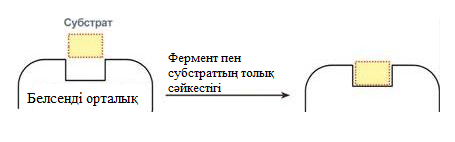 Субстрат
Фермент пен
субстраттың толық
сәйкестігі
Белсенді орталық